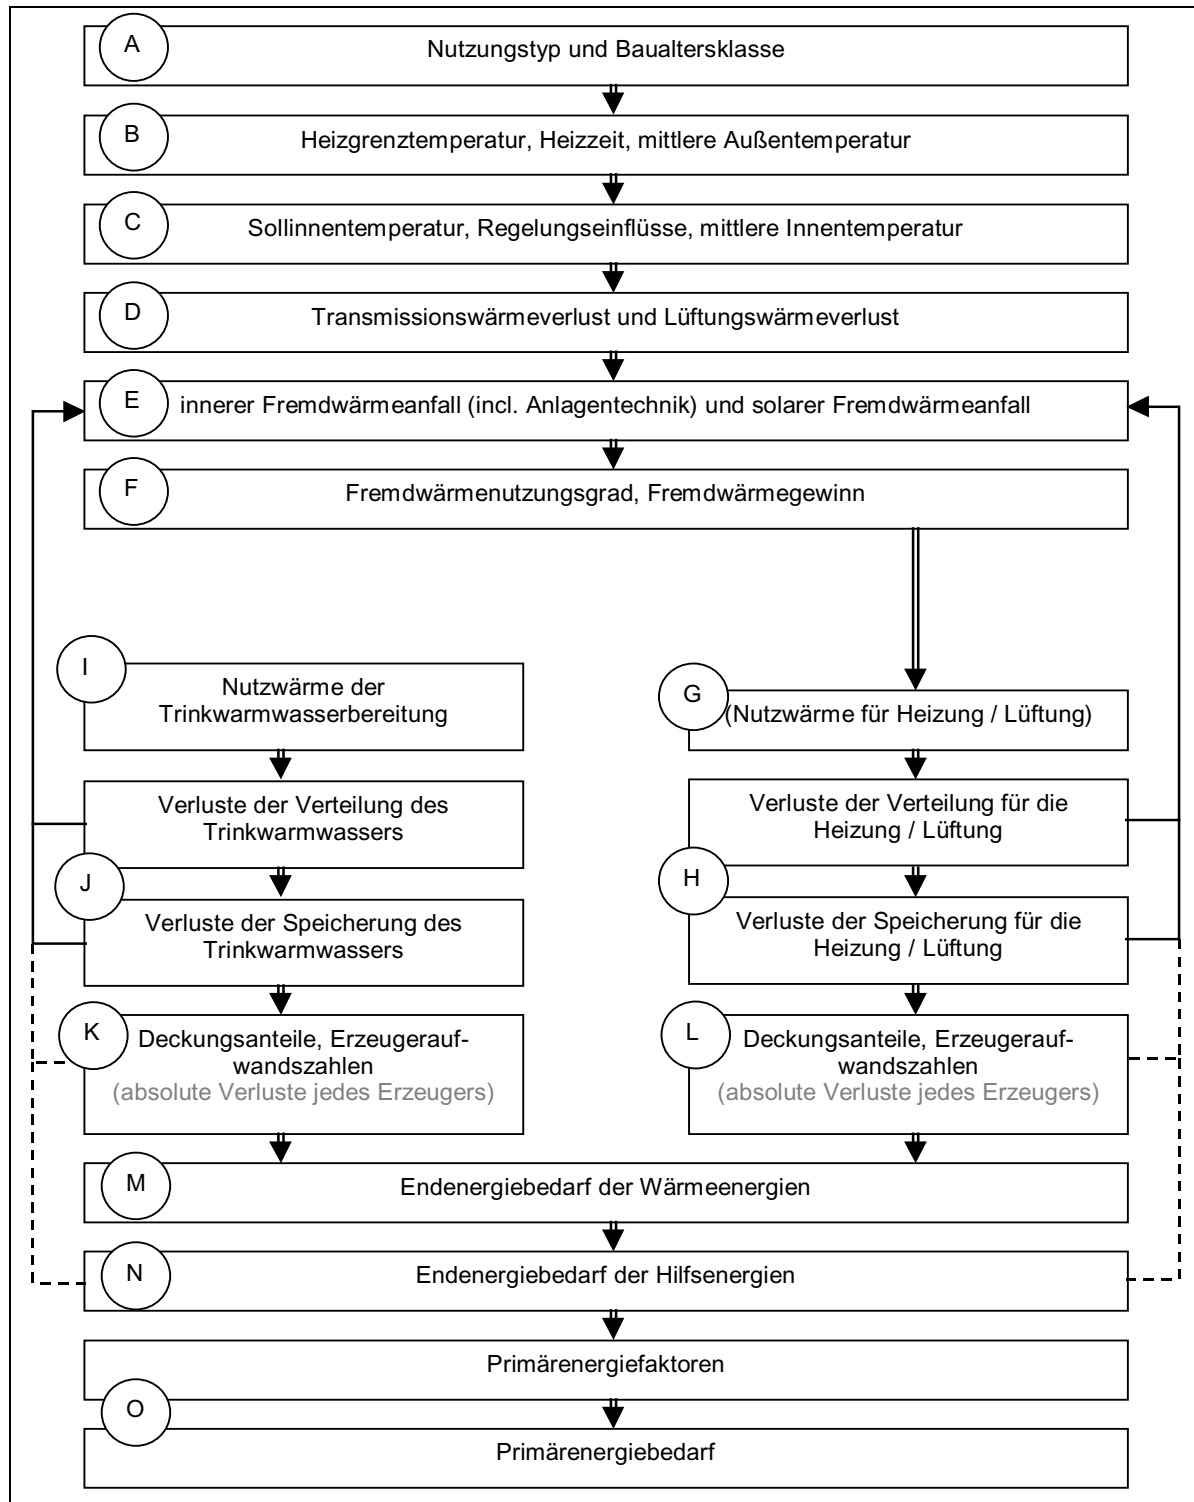 A
Nutzungstyp und Baualtersklasse
B
Heizgrenztemperatur, Heizzeit, mittlere Außentemperatur
C
Sollinnentemperatur, Regelungseinflüsse, mittlere Innentemperatur
D
Transmissionswärmeverlust und Lüftungswärmeverlust
E
innerer Fremdwärmeanfall (incl. Anlagentechnik) und solarer Fremdwärmeanfall
F
Fremdwärmenutzungsgrad, Fremdwärmegewinn
I
Nutzwärme der
Trinkwarmwasserbereitung
G
(Nutzwärme für Heizung / Lüftung)
Verluste der Verteilung des
Trinkwarmwassers
Verluste der Verteilung für die
Heizung / Lüftung
J
Verluste der Speicherung des
Trinkwarmwassers
H
Verluste der Speicherung für die
Heizung / Lüftung
K
Deckungsanteile, Erzeugerauf-
wandszahlen
(absolute Verluste jedes Erzeugers)
L
Deckungsanteile, Erzeugerauf-
wandszahlen
(absolute Verluste jedes Erzeugers)
M
Endenergiebedarf der Wärmeenergien
N
Endenergiebedarf der Hilfsenergien
Primärenergiefaktoren
O
Primärenergiebedarf